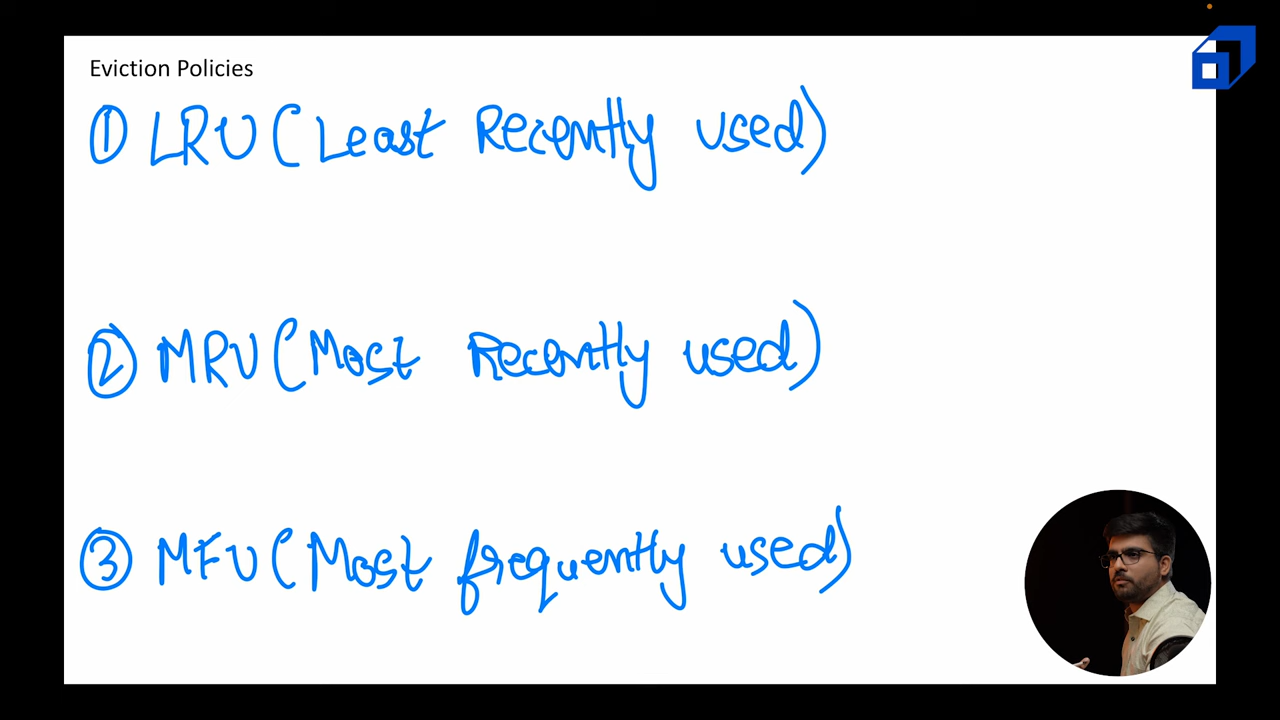 Eviction Policies
① LRU (Least Recently used)
② MRU (Most Recently used)
③ MFU (Most frequently used)